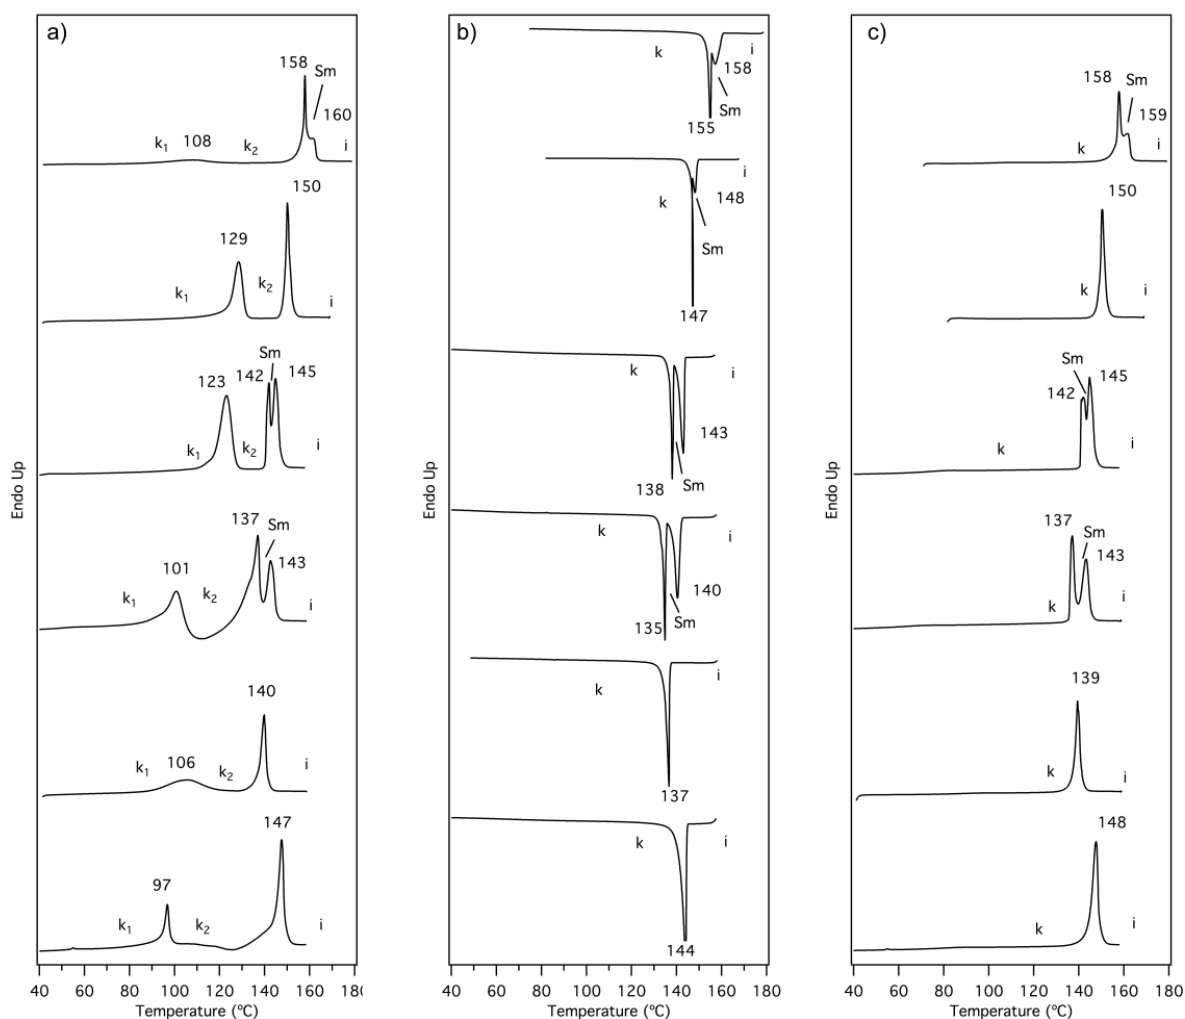 a)
158
Sm
160
k1
108
k2
i
150
129
k1
k2
i
Sm
123
142
145
k1
k2
i
137
Sm
101
143
k1
k2
i
140
k1
106
k2
i
147
97
k1
k2
i
Endo Up
40 60 80 100 120 140 160 180
Temperature (ºC)
b)
k
i
158
Sm
155
k
i
148
Sm
147
k
i
143
Sm
138
k
i
140
Sm
135
k
i
137
k
i
144
Endo Up
40 60 80 100 120 140 160 180
Temperature (ºC)
c)
158
Sm
159
k
i
150
k
i
Sm
145
142
k
i
137
Sm
143
k
i
139
k
i
148
k
i
Endo Up
40 60 80 100 120 140 160 180
Temperature (ºC)